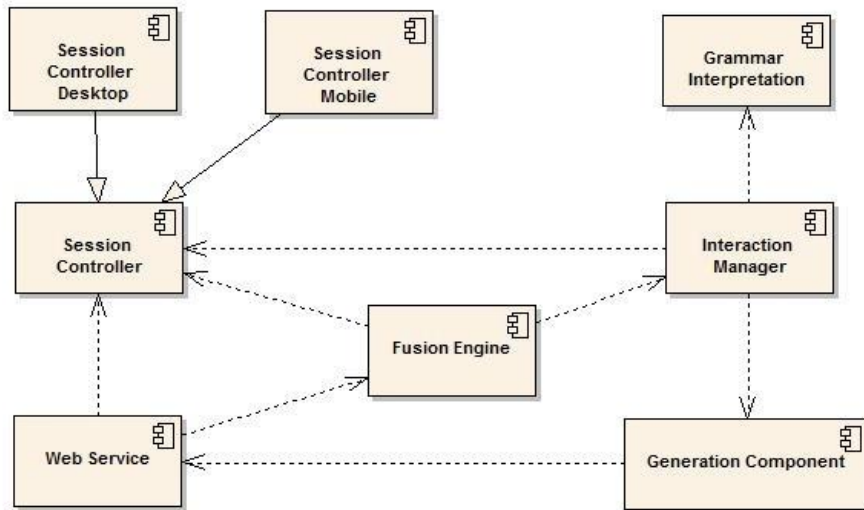 Session
Controller
Desktop
Session
Controller
Mobile
Grammar
Interpretation
Session
Controller
Interaction
Manager
Fusion Engine
Web Service
Generation Component